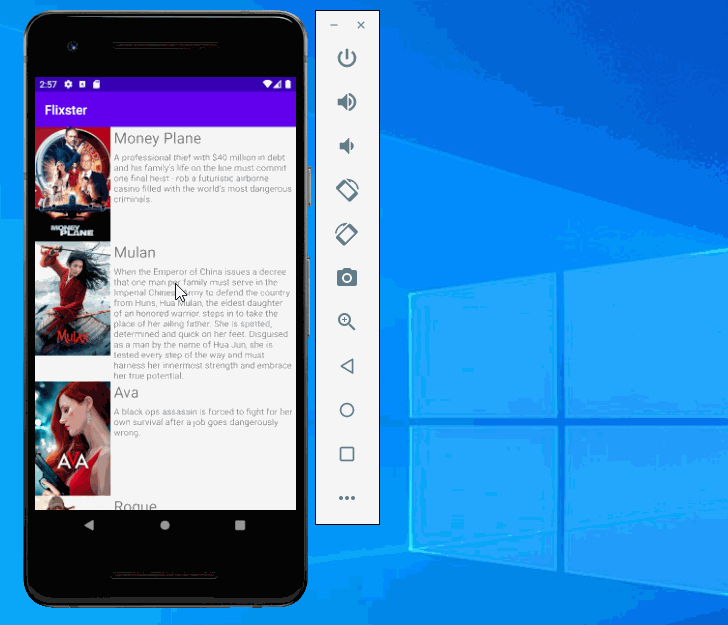 2:57
Flixster
Money Plane
A professional thief with $40 million in debt
and his family's life on the line must commit
one final heist - rob a futuristic airborne
casino filled with the world's most dangerous
criminals.
MONEY
PLANE
Mulan
When the Emperor of China issues a decree
that one man per family must serve in the
Imperial Chinese Army to defend the country
from Huns, Hua Mulan, the eldest daughter
of an honored warrior, steps in to take the
place of her ailing father. She is spirited,
determined and quick on her feet. Disguised
as a man by the name of Hua Jun, she is
tested every step of the way and must
harness her innermost strength and embrace
her true potential.
MULAN
Ava
A black ops assassin is forced to fight for her
own survival after a job goes dangerously
wrong.
AVA
Rogue